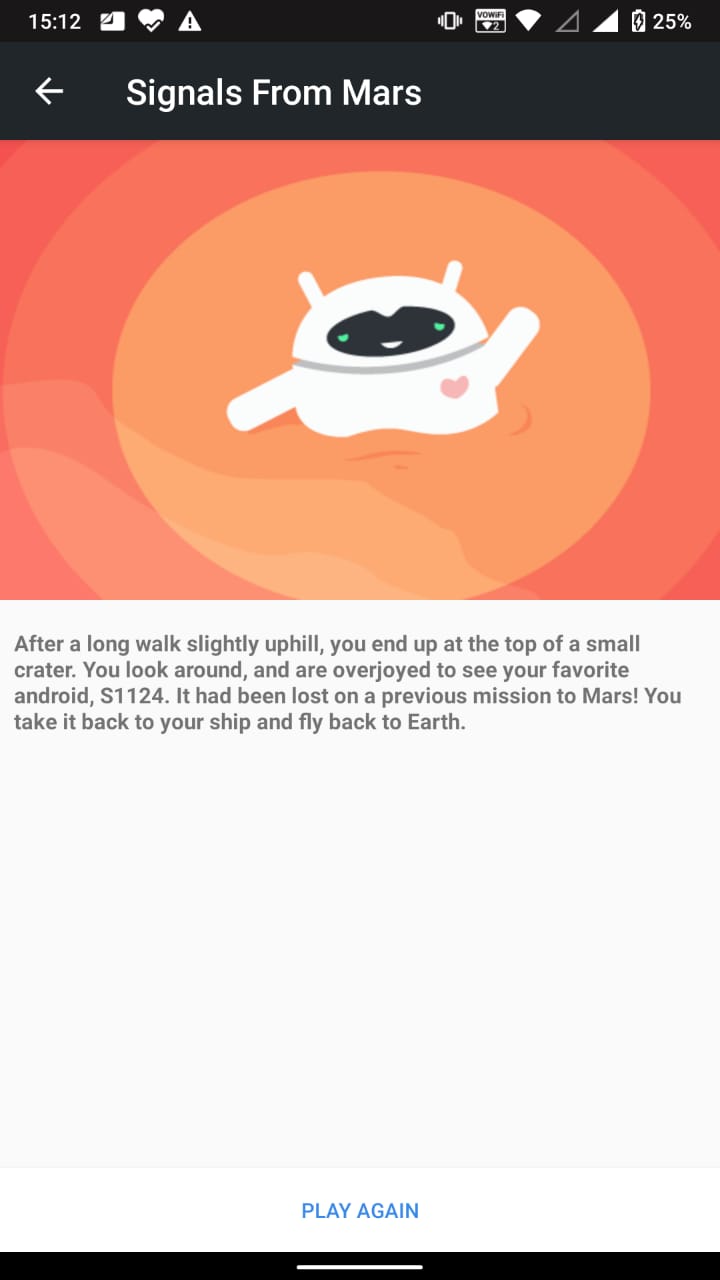 15:12
VOWiFi
2
25%
Signals From Mars
After a long walk slightly uphill, you end up at the top of a small
crater. You look around, and are overjoyed to see your favorite
android, S1124. It had been lost on a previous mission to Mars! You
take it back to your ship and fly back to Earth.
PLAY AGAIN